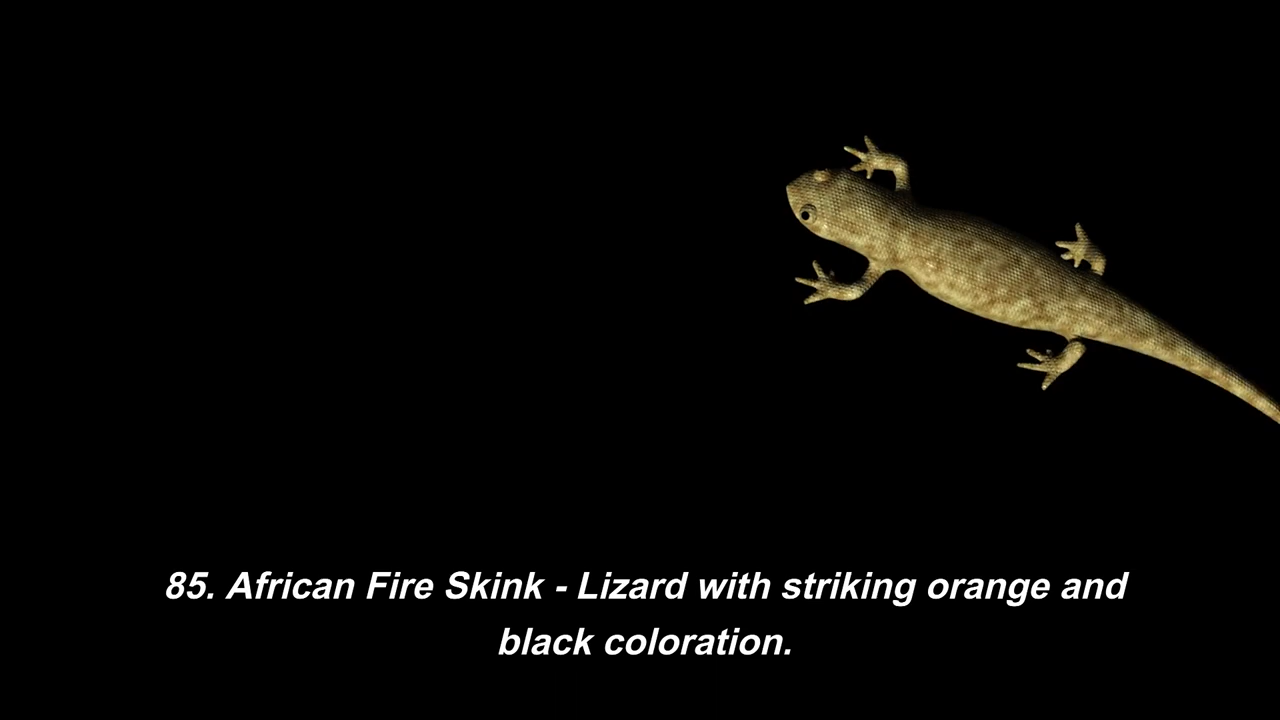 85. African Fire Skink - Lizard with striking orange and
black coloration.